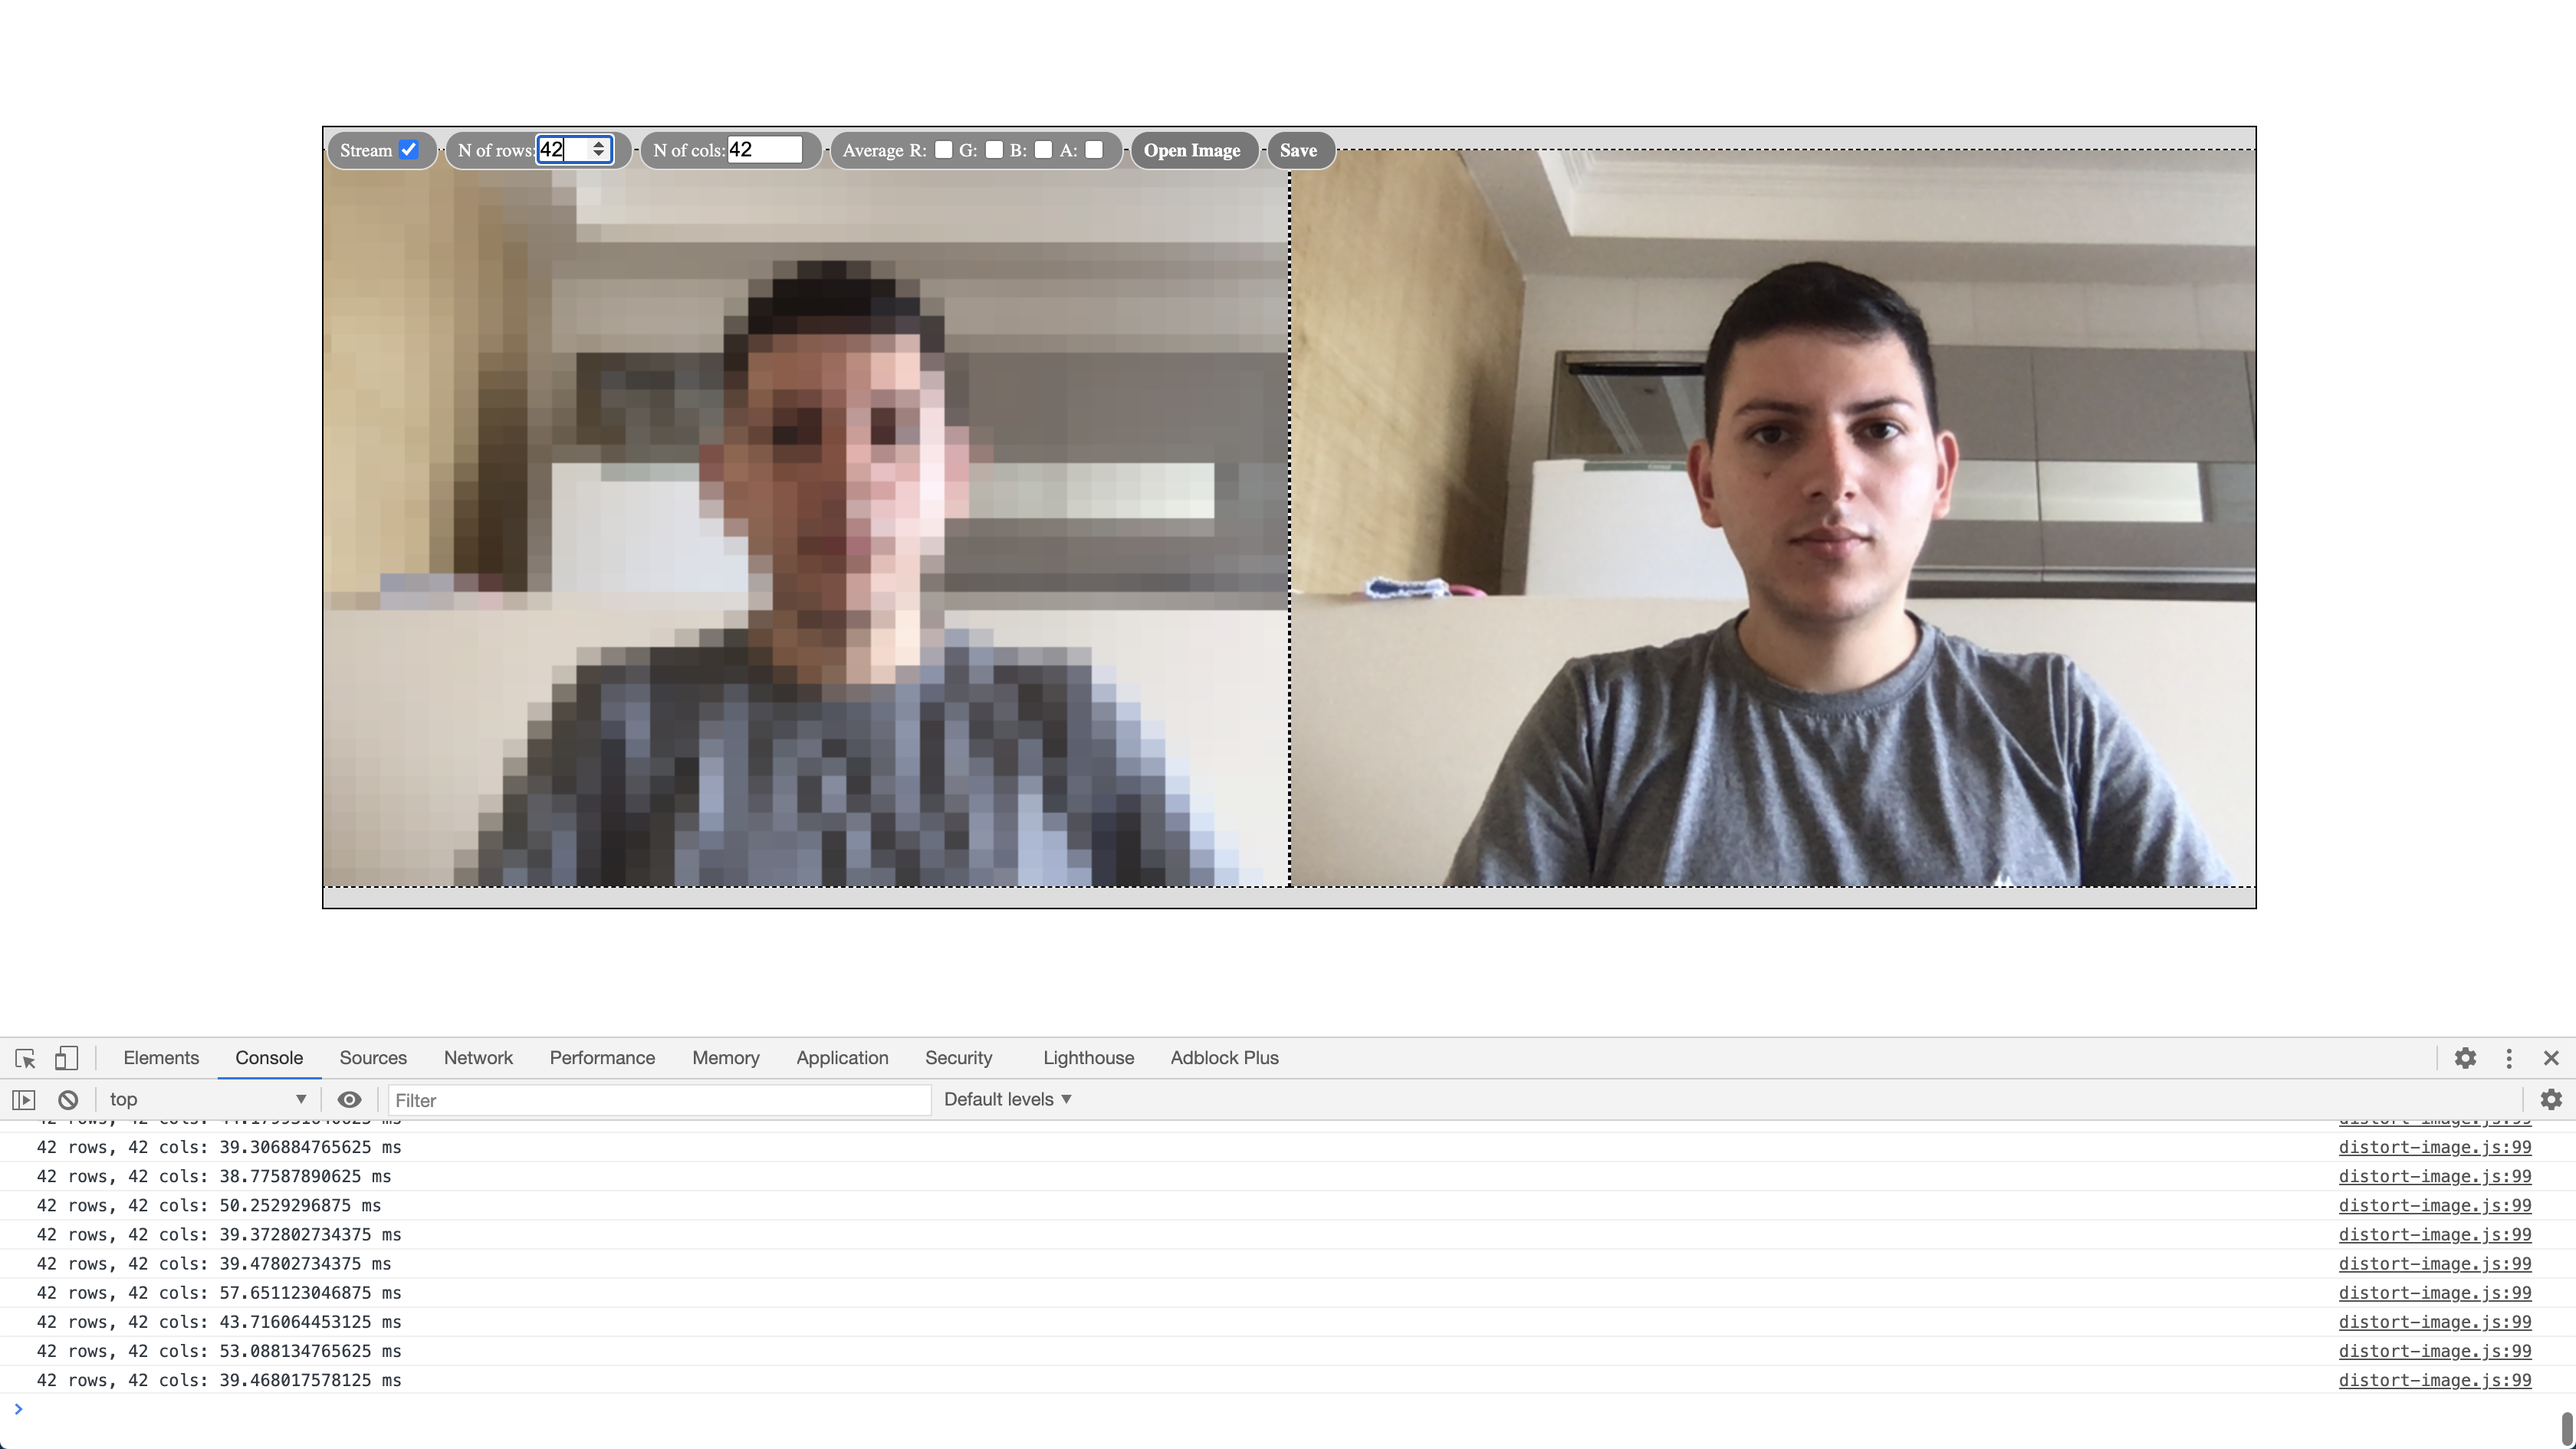 Stream N of rows: 42 N of cols: 42 Average R: G: B: A: Open Image Save
Elements Console Sources Network Performance Memory Application Security Lighthouse Adblock Plus
top Filter Default levels
42 rows, 42 cols: 39.306884765625 ms distort-image.js:99
42 rows, 42 cols: 38.77587890625 ms distort-image.js:99
42 rows, 42 cols: 50.2529296875 ms distort-image.js:99
42 rows, 42 cols: 39.372802734375 ms distort-image.js:99
42 rows, 42 cols: 39.47802734375 ms distort-image.js:99
42 rows, 42 cols: 57.651123046875 ms distort-image.js:99
42 rows, 42 cols: 43.716064453125 ms distort-image.js:99
42 rows, 42 cols: 53.088134765625 ms distort-image.js:99
42 rows, 42 cols: 39.468017578125 ms distort-image.js:99